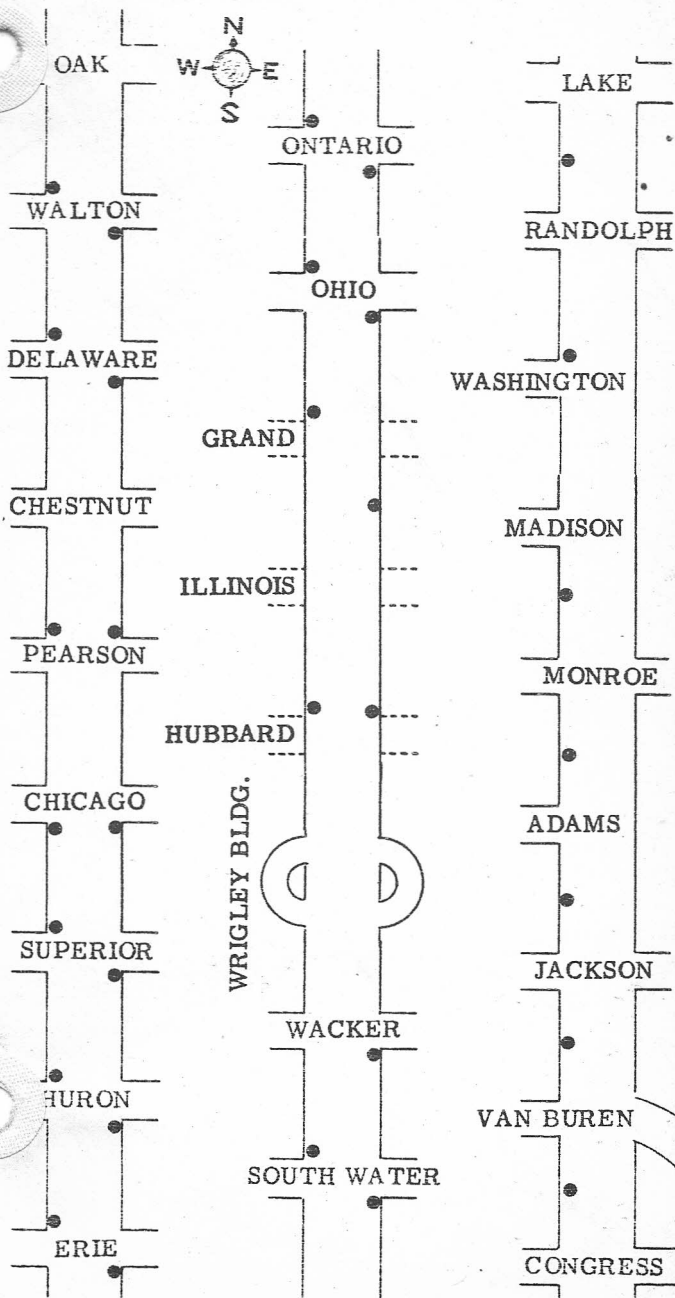 OAK
WALTON
DELAWARE
CHESTNUT
PEARSON
CHICAGO
SUPERIOR
HURON
ERIE
N
W E
S
ONTARIO
OHIO
GRAND
ILLINOIS
HUBBARD
WRIGLEY BLDG.
WACKER
SOUTH WATER
LAKE
RANDOLPH
WASHINGTON
MADISON
MONROE
ADAMS
JACKSON
VAN BUREN
CONGRESS